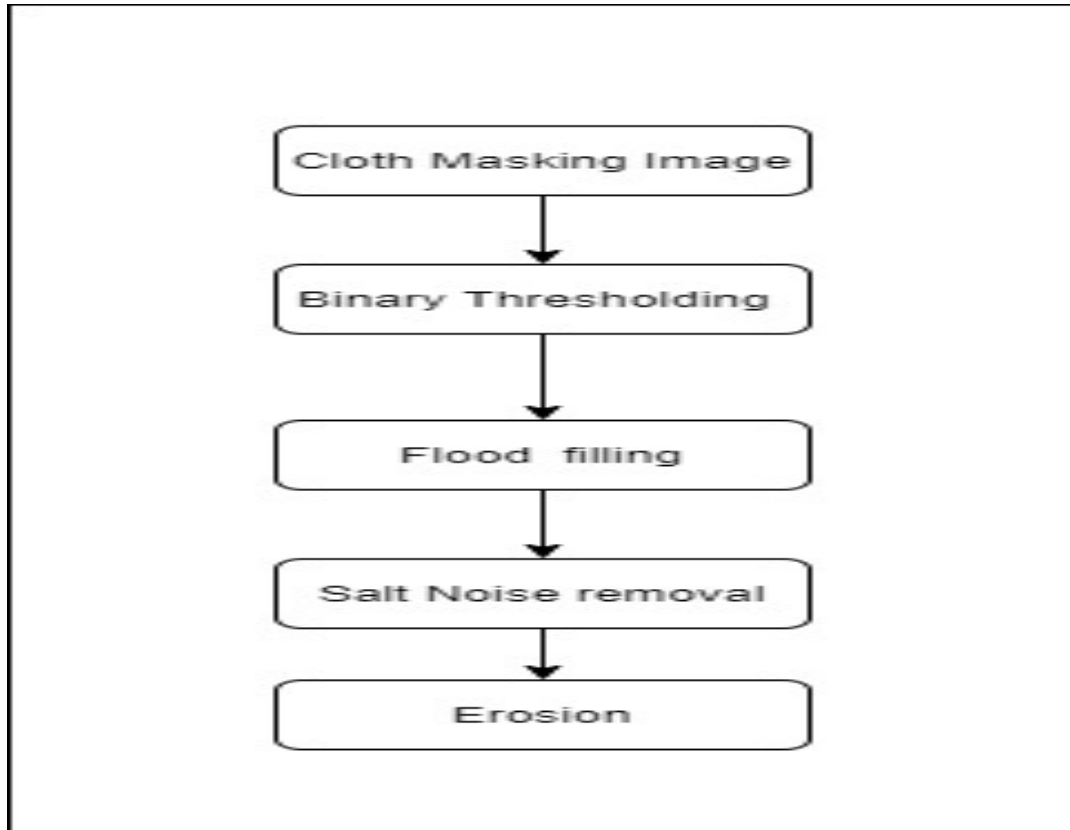 Cloth Masking Image
Binary Thresholding
Flood filling
Salt Noise removal
Erosion